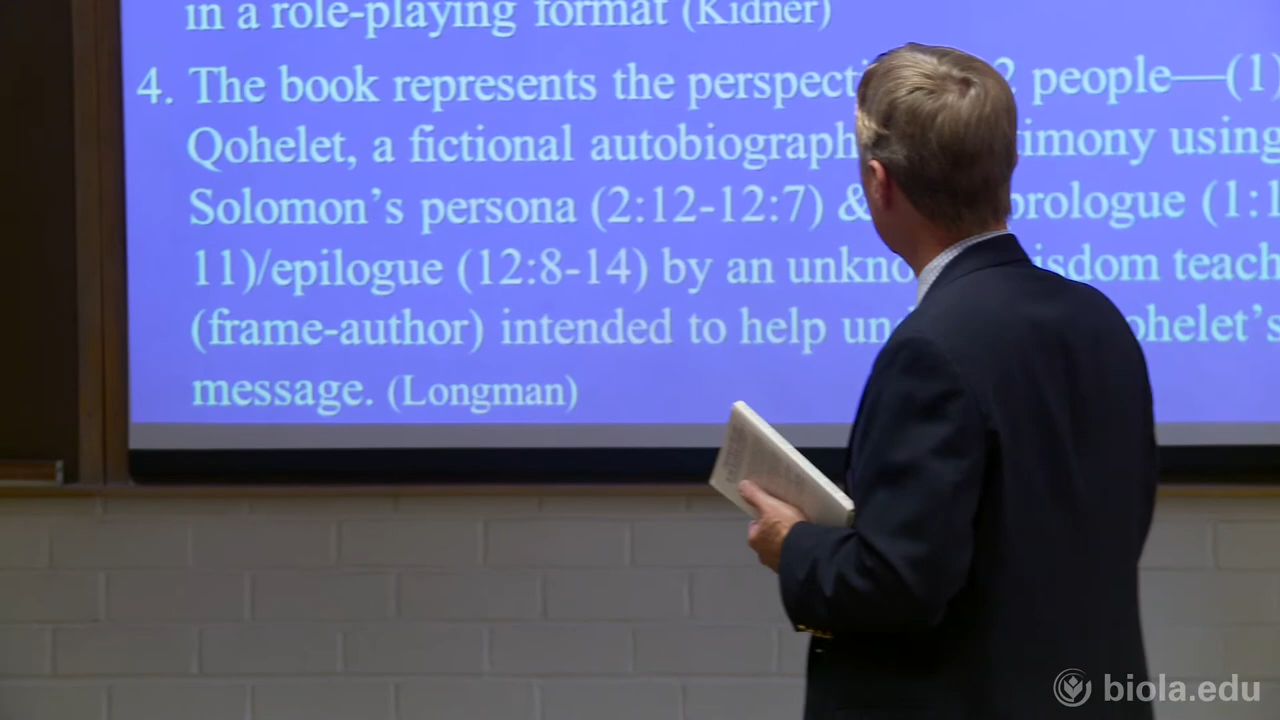 in a role-playing format (Kidner)
4. The book represents the perspecti 2 people—(1)
Qohelet, a fictional autobiograph timony using
Solomon's persona (2:12-12:7) & prologue (1:1
11)/epilogue (12:8-14) by an unkno isdom teach
(frame-author) intended to help un ohelet's
message. (Longman)
biola.edu